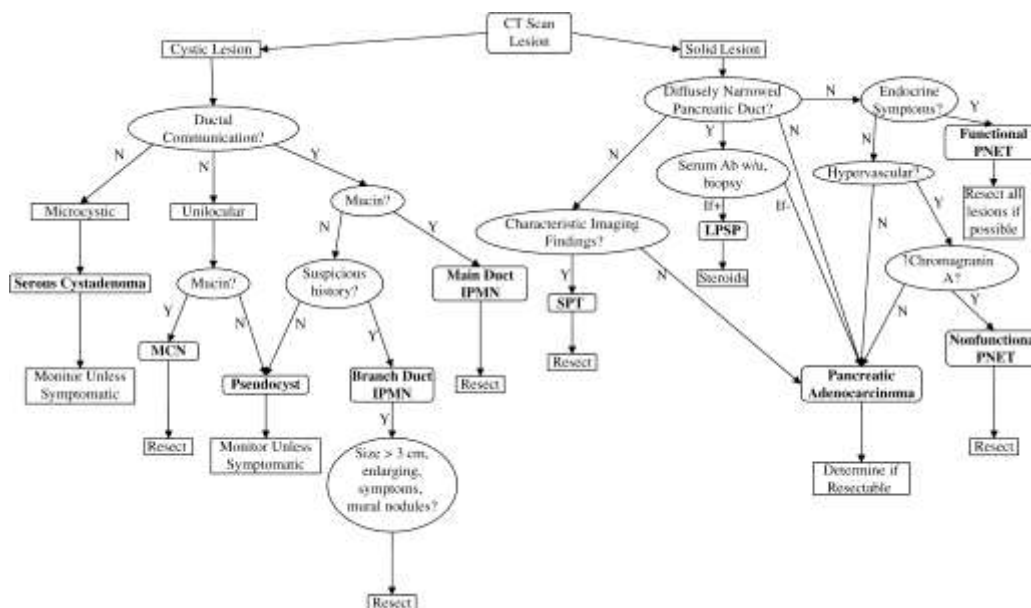 CT Scan
Lesion
Cystic Lesion
Solid Lesion
Ductal
Communication?
Diffusely Narrowed
Pancreatic Duct?
N
Endocrine
Symptoms?
Y
N
N
Y
N
Y
N
N
Functional
PNET
Serum Ab w/u,
biopsy
Hypervascular?
Microcystic
Unilocular
Mucin?
Resect all
lesions if
possible
Y
If+
If-
N
Y
N
Characteristic Imaging
Findings?
LPSP
Serous Cystadenoma
Mucin?
Suspicious
history?
Main Duct
IPMN
Steroids
↑Chromagranin
A?
N
Y
Y
N
N
Y
SPT
N
Y
MCN
Nonfunctional
PNET
Monitor Unless
Symptomatic
Pseudocyst
Branch Duct
IPMN
Resect
Resect
Pancreatic
Adenocarcinoma
Y
Resect
Monitor Unless
Symptomatic
Size > 3 cm,
enlarging,
symptoms,
mural nodules?
Resect
Determine if
Resectable
Resect